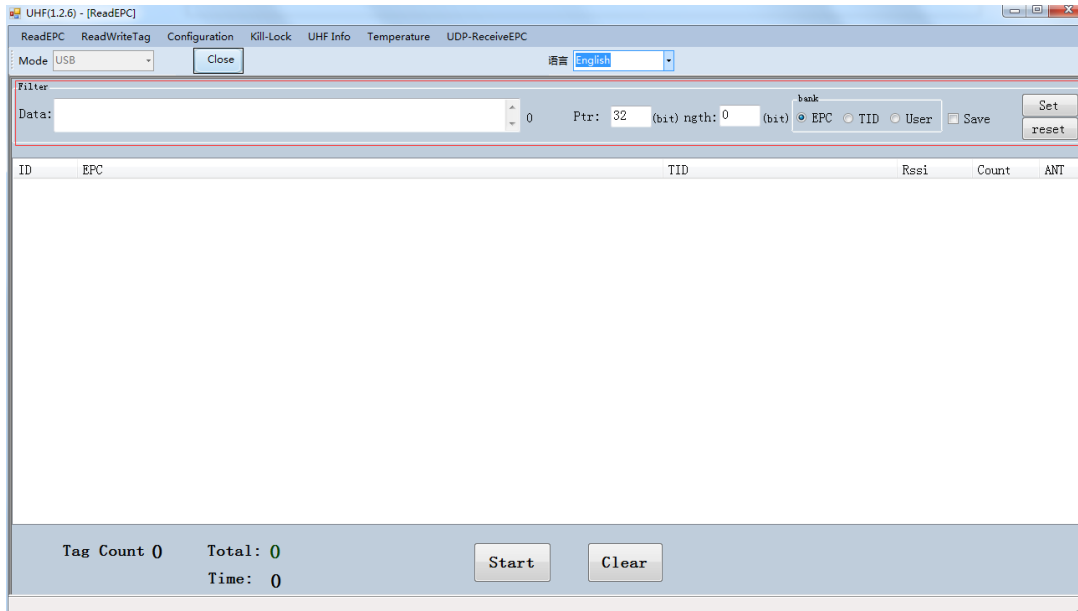 UHF(1.2.6) - [ReadEPC]
ReadEPC ReadWriteTag Configuration Kill-Lock UHF Info Temperature UDP-ReceiveEPC
Mode USB Close 语言 English
Filter
Data: 0 Ptr: 32 (bit) ngth: 0 (bit) bank EPC TID User Save Set
reset
ID EPC TID Rssi Count ANT
Tag Count 0 Total: 0 Start Clear
Time: 0